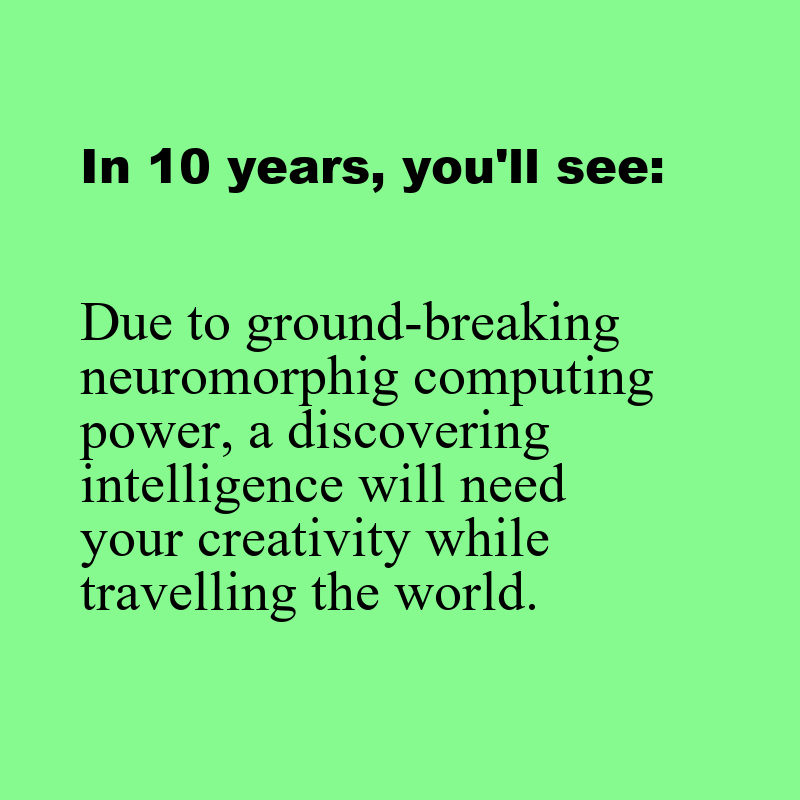 In 10 years, you'll see:
Due to ground-breaking
neuromorphig computing
power, a discovering
intelligence will need
your creativity while
travelling the world.